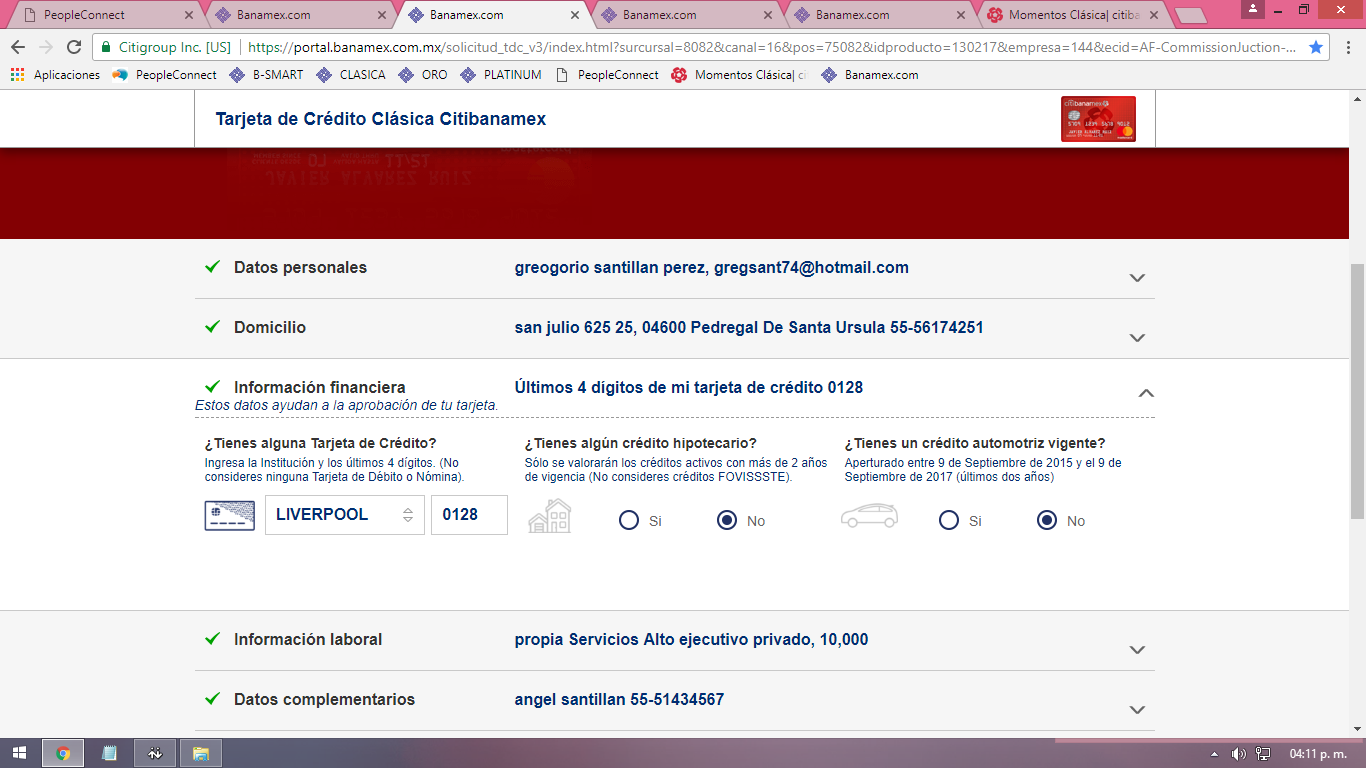 PeopleConnect
Banamex.com
Banamex.com
Banamex.com
Banamex.com
Momentos Clásica| citiba
Citigroup Inc. [US]
https://portal.banamex.com.mx/solicitud_tdc_v3/index.html?sursal=8082&canal=16&pos=75082&idproducto=130217&empresa=144&ecid=AF-CommissionJuction-...
Aplicaciones
PeopleConnect
B-SMART
CLASICA
ORO
PLATINUM
PeopleConnect
Momentos Clásica| ci
Banamex.com
Tarjeta de Crédito Clásica Citibanamex
citibanamex
JAVIER ALVAREZ RUIZ
Datos personales
greogorio santillan perez, gregsant74@hotmail.com
Domicilio
san julio 625 25, 04600 Pedregal De Santa Ursula 55-56174251
Información financiera
Últimos 4 dígitos de mi tarjeta de crédito 0128
Estos datos ayudan a la aprobación de tu tarjeta.
¿Tienes alguna Tarjeta de Crédito?
Ingresa la Institución y los últimos 4 dígitos. (No
consideres ninguna Tarjeta de Débito o Nómina).
LIVERPOOL
0128
¿Tienes algún crédito hipotecario?
Sólo se valorarán los créditos activos con más de 2 años
de vigencia (No consideres créditos FOVISSSTE).
Si
No
¿Tienes un crédito automotriz vigente?
Aperturado entre 9 de Septiembre de 2015 y el 9 de
Septiembre de 2017 (últimos dos años)
Si
No
Información laboral
propia Servicios Alto ejecutivo privado, 10,000
Datos complementarios
angel santillan 55-51434567
04:11 p. m.